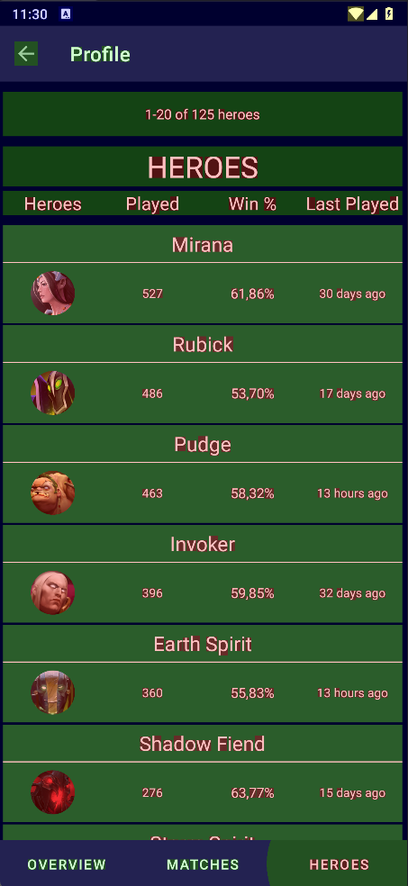 11:30
Profile
1-20 of 125 heroes
HEROES
Heroes Played Win % Last Played
Mirana
527 61,86% 30 days ago
Rubick
486 53,70% 17 days ago
Pudge
463 58,32% 13 hours ago
Invoker
396 59,85% 32 days ago
Earth Spirit
360 55,83% 13 hours ago
Shadow Fiend
276 63,77% 15 days ago
OVERVIEW MATCHES HEROES